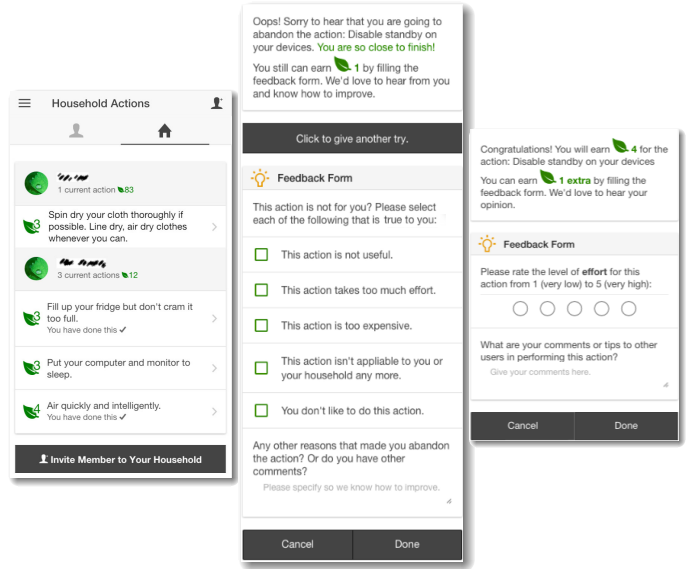 Household Actions
1 current action 83
3 Spin dry your cloth thoroughly if
possible. Line dry, air dry clothes
whenever you can.
3 current actions 12
3 Fill up your fridge but don't cram it
too full.
You have done this ✓
3 Put your computer and monitor to
sleep.
4 Air quickly and intelligently.
You have done this ✓
Invite Member to Your Household
Oops! Sorry to hear that you are going to
abandon the action: Disable standby on
your devices. You are so close to finish!
You still can earn 1 by filling the
feedback form. We'd love to hear from you
and know how to improve.
Click to give another try.
Feedback Form
This action is not for you? Please select
each of the following that is true to you:
This action is not useful.
This action takes too much effort.
This action is too expensive.
This action isn't appliable to you or
your household any more.
You don't like to do this action.
Any other reasons that made you abandon
the action? Or do you have other
comments?
Please specify so we know how to improve.
Cancel Done
Congratulations! You will earn 4 for the
action: Disable standby on your devices
You can earn 1 extra by filling the
feedback form. We'd love to hear your
opinion.
Feedback Form
Please rate the level of effort for this
action from 1 (very low) to 5 (very high):
What are your comments or tips to other
users in performing this action?
Give your comments here.
Cancel Done